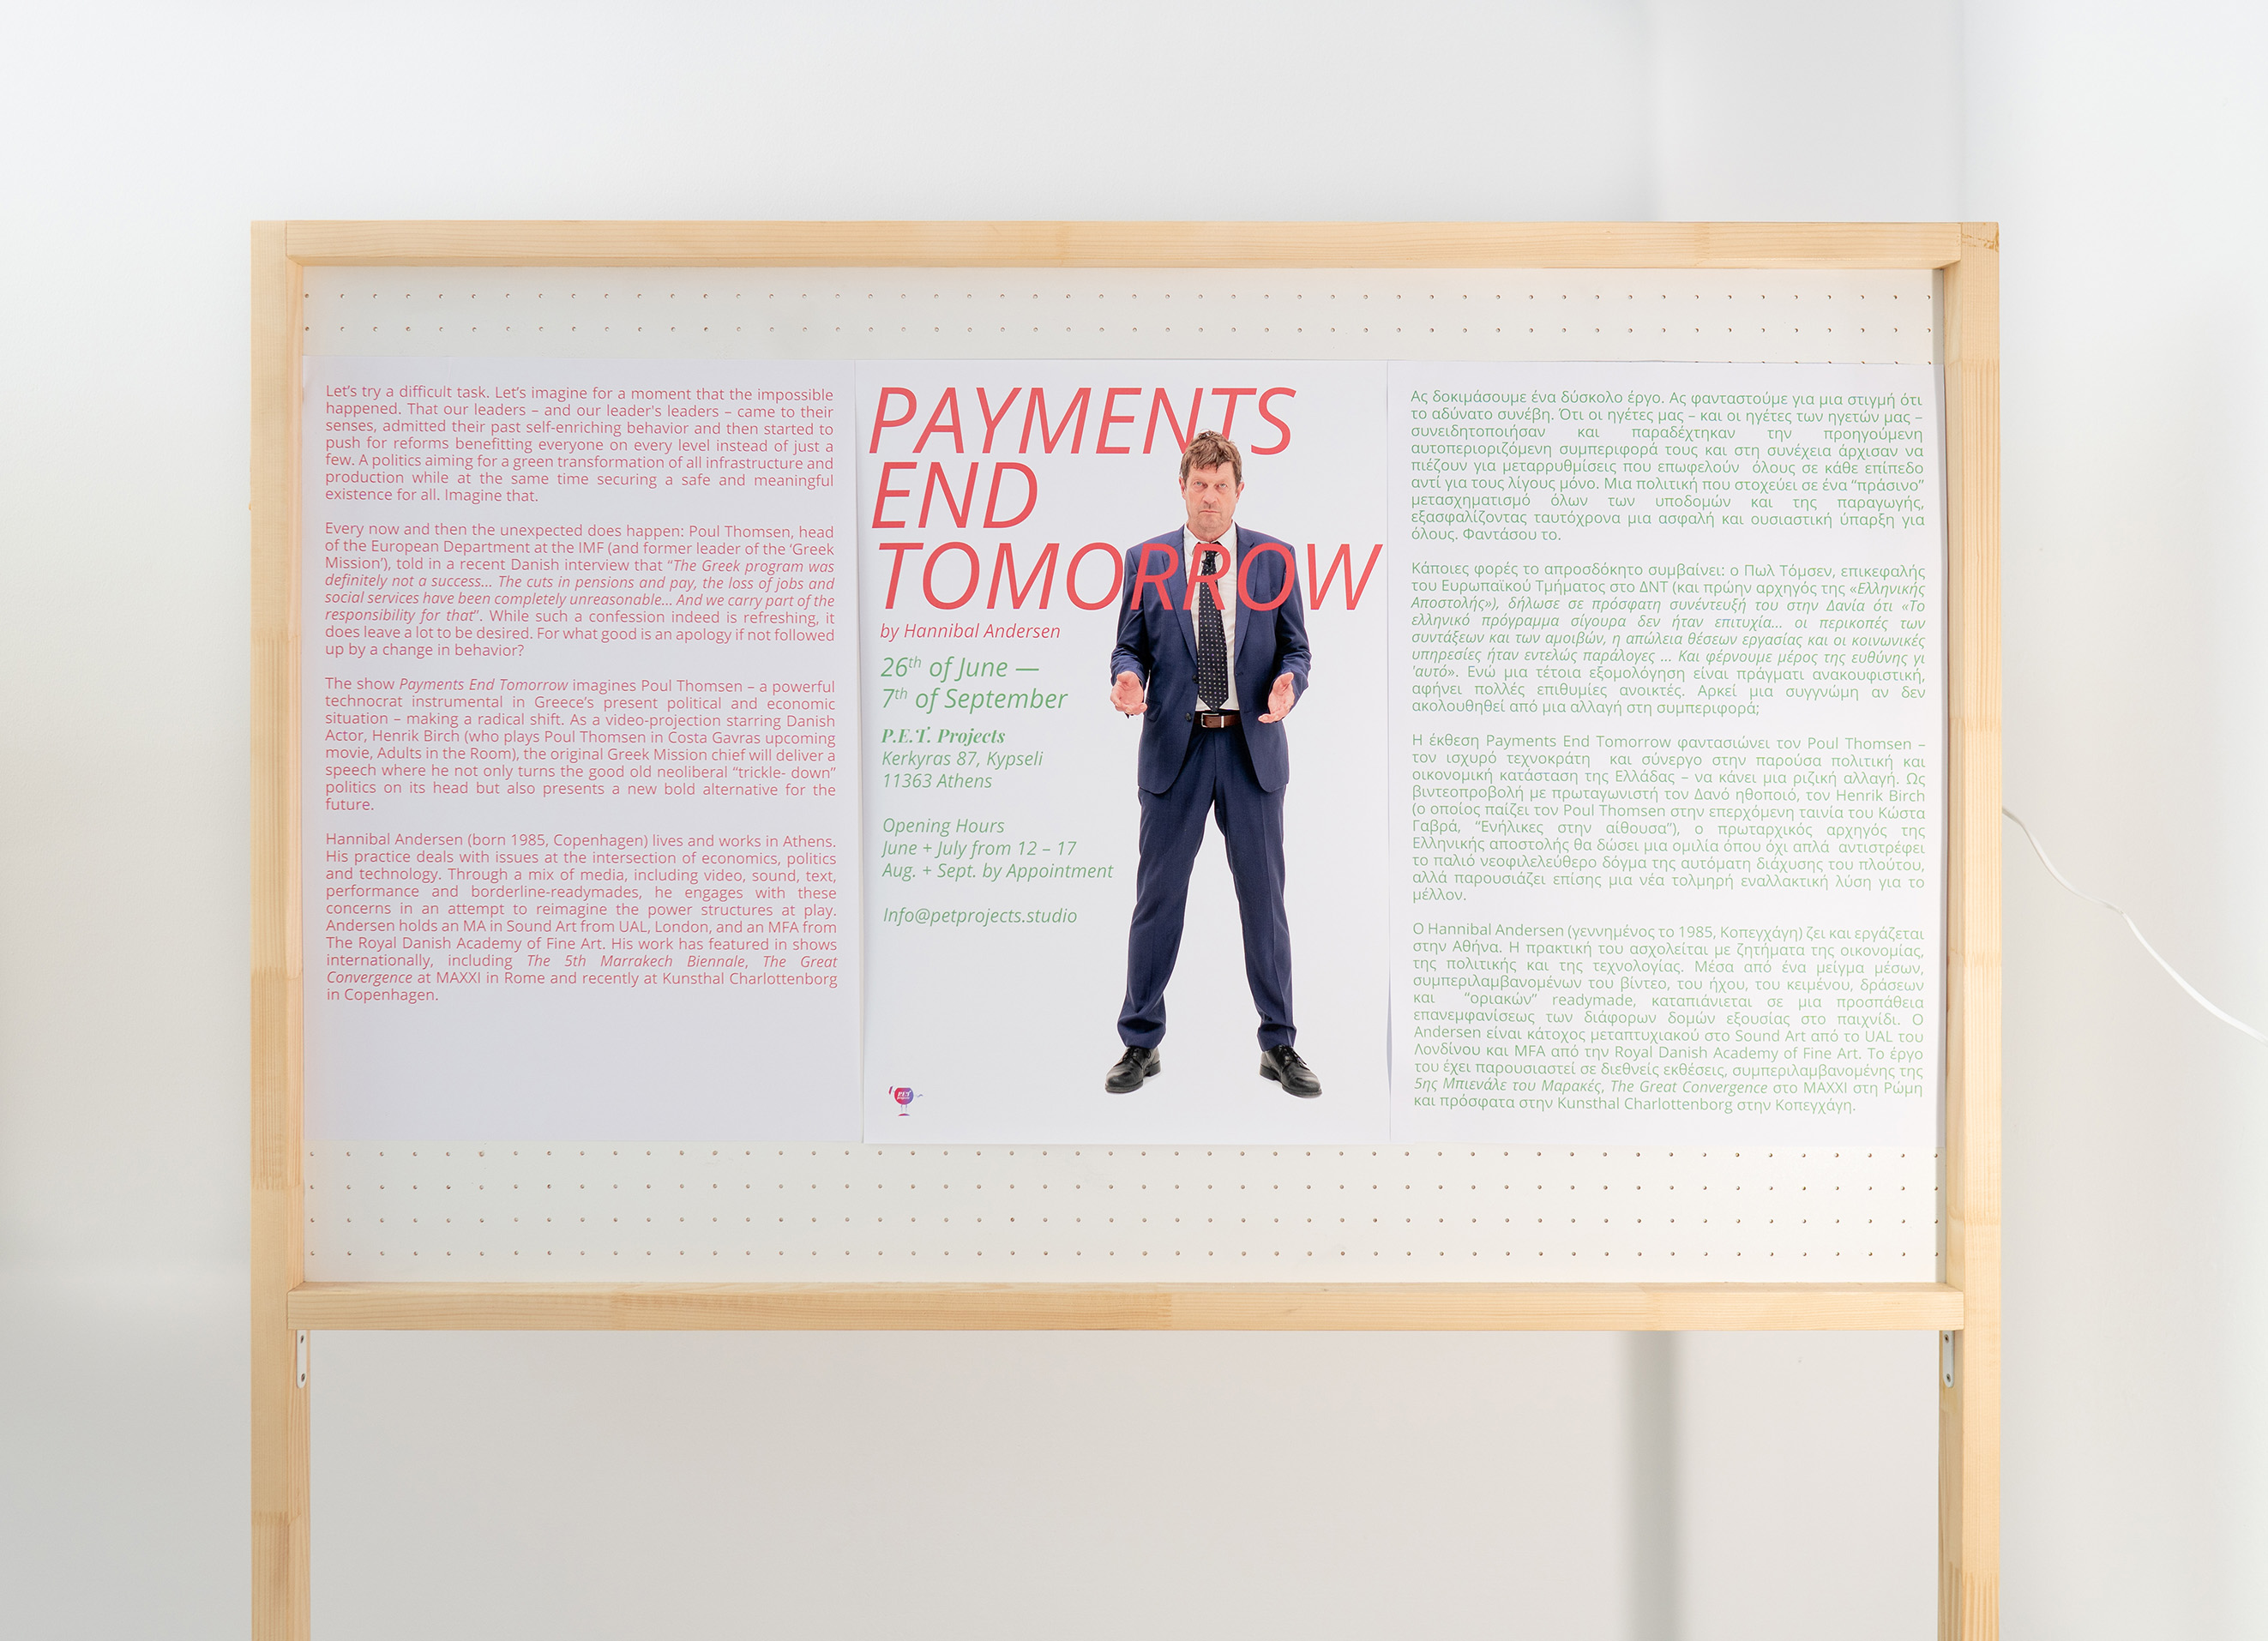 Let's try a difficult task. Let's imagine for a moment that the impossible
happened. That our leaders – and our leader's leaders – came to their
senses, admitted their past self-enriching behavior and then started to
push for reforms benefitting everyone on every level instead of just a
few. A politics aiming for a green transformation of all infrastructure and
production while at the same time securing a safe and meaningful
existence for all. Imagine that.
Every now and then the unexpected does happen: Poul Thomsen, head
of the European Department at the IMF (and former leader of the 'Greek
Mission'), told in a recent Danish interview that "The Greek program was
definitely not a success... The cuts in pensions and pay, the loss of jobs and
social services have been completely unreasonable... And we carry part of the
responsibility for that". While such a confession indeed is refreshing, it
does leave a lot to be desired. For what good is an apology if not followed
up by a change in behavior?
The show Payments End Tomorrow imagines Poul Thomsen – a powerful
technocrat instrumental in Greece's present political and economic
situation – making a radical shift. As a video-projection starring Danish
Actor, Henrik Birch (who plays Poul Thomsen in Costa Gavras upcoming
movie, Adults in the Room), the original Greek Mission chief will deliver a
speech where he not only turns the good old neoliberal "trickle- down"
politics on its head but also presents a new bold alternative for the
future.
Hannibal Andersen (born 1985, Copenhagen) lives and works in Athens.
His practice deals with issues at the intersection of economics, politics
and technology. Through a mix of media, including video, sound, text,
performance and borderline-readymades, he engages with these
concerns in an attempt to reimagine the power structures at play.
Andersen holds an MA in Sound Art from UAL, London, and an MFA from
The Royal Danish Academy of Fine Art. His work has featured in shows
internationally, including The 5th Marrakech Biennale, The Great
Convergence at MAXXI in Rome and recently at Kunsthal Charlottenborg
in Copenhagen.
PAYMENTS
END
TOMORROW
by Hannibal Andersen
26th of June —
7th of September
P.E.T. Projects
Kerkyras 87, Kypseli
11363 Athens
Opening Hours
June + July from 12 – 17
Aug. + Sept. by Appointment
Info@petprojects.studio
Ας δοκιμάσουμε ένα δύσκολο έργο. Ας φανταστούμε για μια στιγμή ότι
το αδύνατο συνέβη. Ότι οι ηγέτες μας – και οι ηγέτες των ηγετών μας –
συνειδητοποιήσαν και παραδέχτηκαν την προηγούμενη
αυτοπεριοριζόμενη συμπεριφορά τους και στη συνέχεια άρχισαν να
πιέζουν για μεταρρυθμίσεις που επωφελούν όλους σε κάθε επίπεδο
αντί για τους λίγους μόνο. Μια πολιτική που στοχεύει σε ένα "πράσινο"
μετασχηματισμό όλων των υποδομών και της παραγωγής,
εξασφαλίζοντας ταυτόχρονα μια ασφαλή και ουσιαστική ύπαρξη για
όλους. Φαντάσου το.
Κάποιες φορές το απροσδόκητο συμβαίνει: ο Πωλ Τόμσεν, επικεφαλής
του Ευρωπαϊκού Τμήματος στο ΔΝΤ (και πρώην αρχηγός της «Ελληνικής
Αποστολής»), δήλωσε σε πρόσφατη συνέντευξή του στην Δανία ότι «Το
ελληνικό πρόγραμμα σίγουρα δεν ήταν επιτυχία... οι περικοπές των
συντάξεων και των αμοιβών, η απώλεια θέσεων εργασίας και οι κοινωνικές
υπηρεσίες ήταν εντελώς παράλογες ... Και φέρνουμε μέρος της ευθύνης γι
'αυτό». Ενώ μια τέτοια εξομολόγηση είναι πράγματι ανακουφιστική,
αφήνει πολλές επιθυμίες ανοικτές. Αρκεί μια συγγνώμη αν δεν
ακολουθηθεί από μια αλλαγή στη συμπεριφορά;
Η έκθεση Payments End Tomorrow φαντασιώνει τον Poul Thomsen –
τον ισχυρό τεχνοκράτη και σύνεργο στην παρούσα πολιτική και
οικονομική κατάσταση της Ελλάδας – να κάνει μια ριζική αλλαγή. Ως
βιντεοπροβολή με πρωταγωνιστή τον Δανό ηθοποιό, τον Henrik Birch
(ο οποίος παίζει τον Poul Thomsen στην επερχόμενη ταινία του Κώστα
Γαβρά, "Ενήλικες στην αίθουσα"), ο πρωταρχικός αρχηγός της
Ελληνικής αποστολής θα δώσει μια ομιλία όπου όχι απλά αντιστρέφει
το παλιό νεοφιλελεύθερο δόγμα της αυτόματη διάχυσης του πλούτου,
αλλά παρουσιάζει επίσης μια νέα τολμηρή εναλλακτική λύση για το
μέλλον.
Ο Hannibal Andersen (γεννημένος το 1985, Κοπεγχάγη) ζει και εργάζεται
στην Αθήνα. Η πρακτική του ασχολείται με ζητήματα της οικονομίας,
της πολιτικής και της τεχνολογίας. Μέσα από ένα μείγμα μέσων,
συμπεριλαμβανομένων του βίντεο, του ήχου, του κειμένου, δράσεων
και "οριακών" readymade, καταπιάνιεται σε μια προσπάθεια
επανεμφανίσεως των διάφορων δομών εξουσίας στο παιχνίδι. Ο
Andersen είναι κάτοχος μεταπτυχιακού στο Sound Art από το UAL του
Λονδίνου και MFA από την Royal Danish Academy of Fine Art. Το έργο
του έχει παρουσιαστεί σε διεθνείς εκθέσεις, συμπεριλαμβανομένης της
5ης Μπιενάλε του Μαρακές, The Great Convergence στο MAXXI στη Ρώμη
και πρόσφατα στην Kunsthal Charlottenborg στην Κοπεγχάγη.